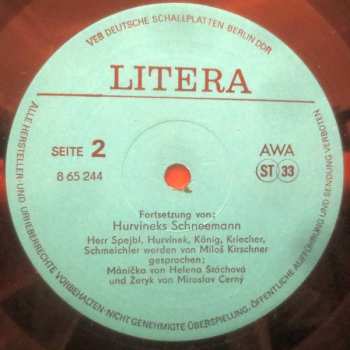 VEB DEUTSCHE SCHALLPLATTEN BERLIN DDR
LITERA
SEITE 2
8 65 244
AWA
ST 33
Fortsetzung von:
Hurvineks Schneemann
Herr Spejbl, Hurvínek, König, Kriecher,
Schmeichler werden von Miloš Kirschner
gesprochen;
Mánička von Helena Štáchová
und Žeryk von Miroslav Černý
ALLE HERSTELLER- UND URHEBERRECHTE VORBEHALTEN · NICHT GENEHMIGTE ÜBERSPIELUNG, ÖFFENTLICHE AUFFÜHRUNG UND SENDUNG VERBOTEN